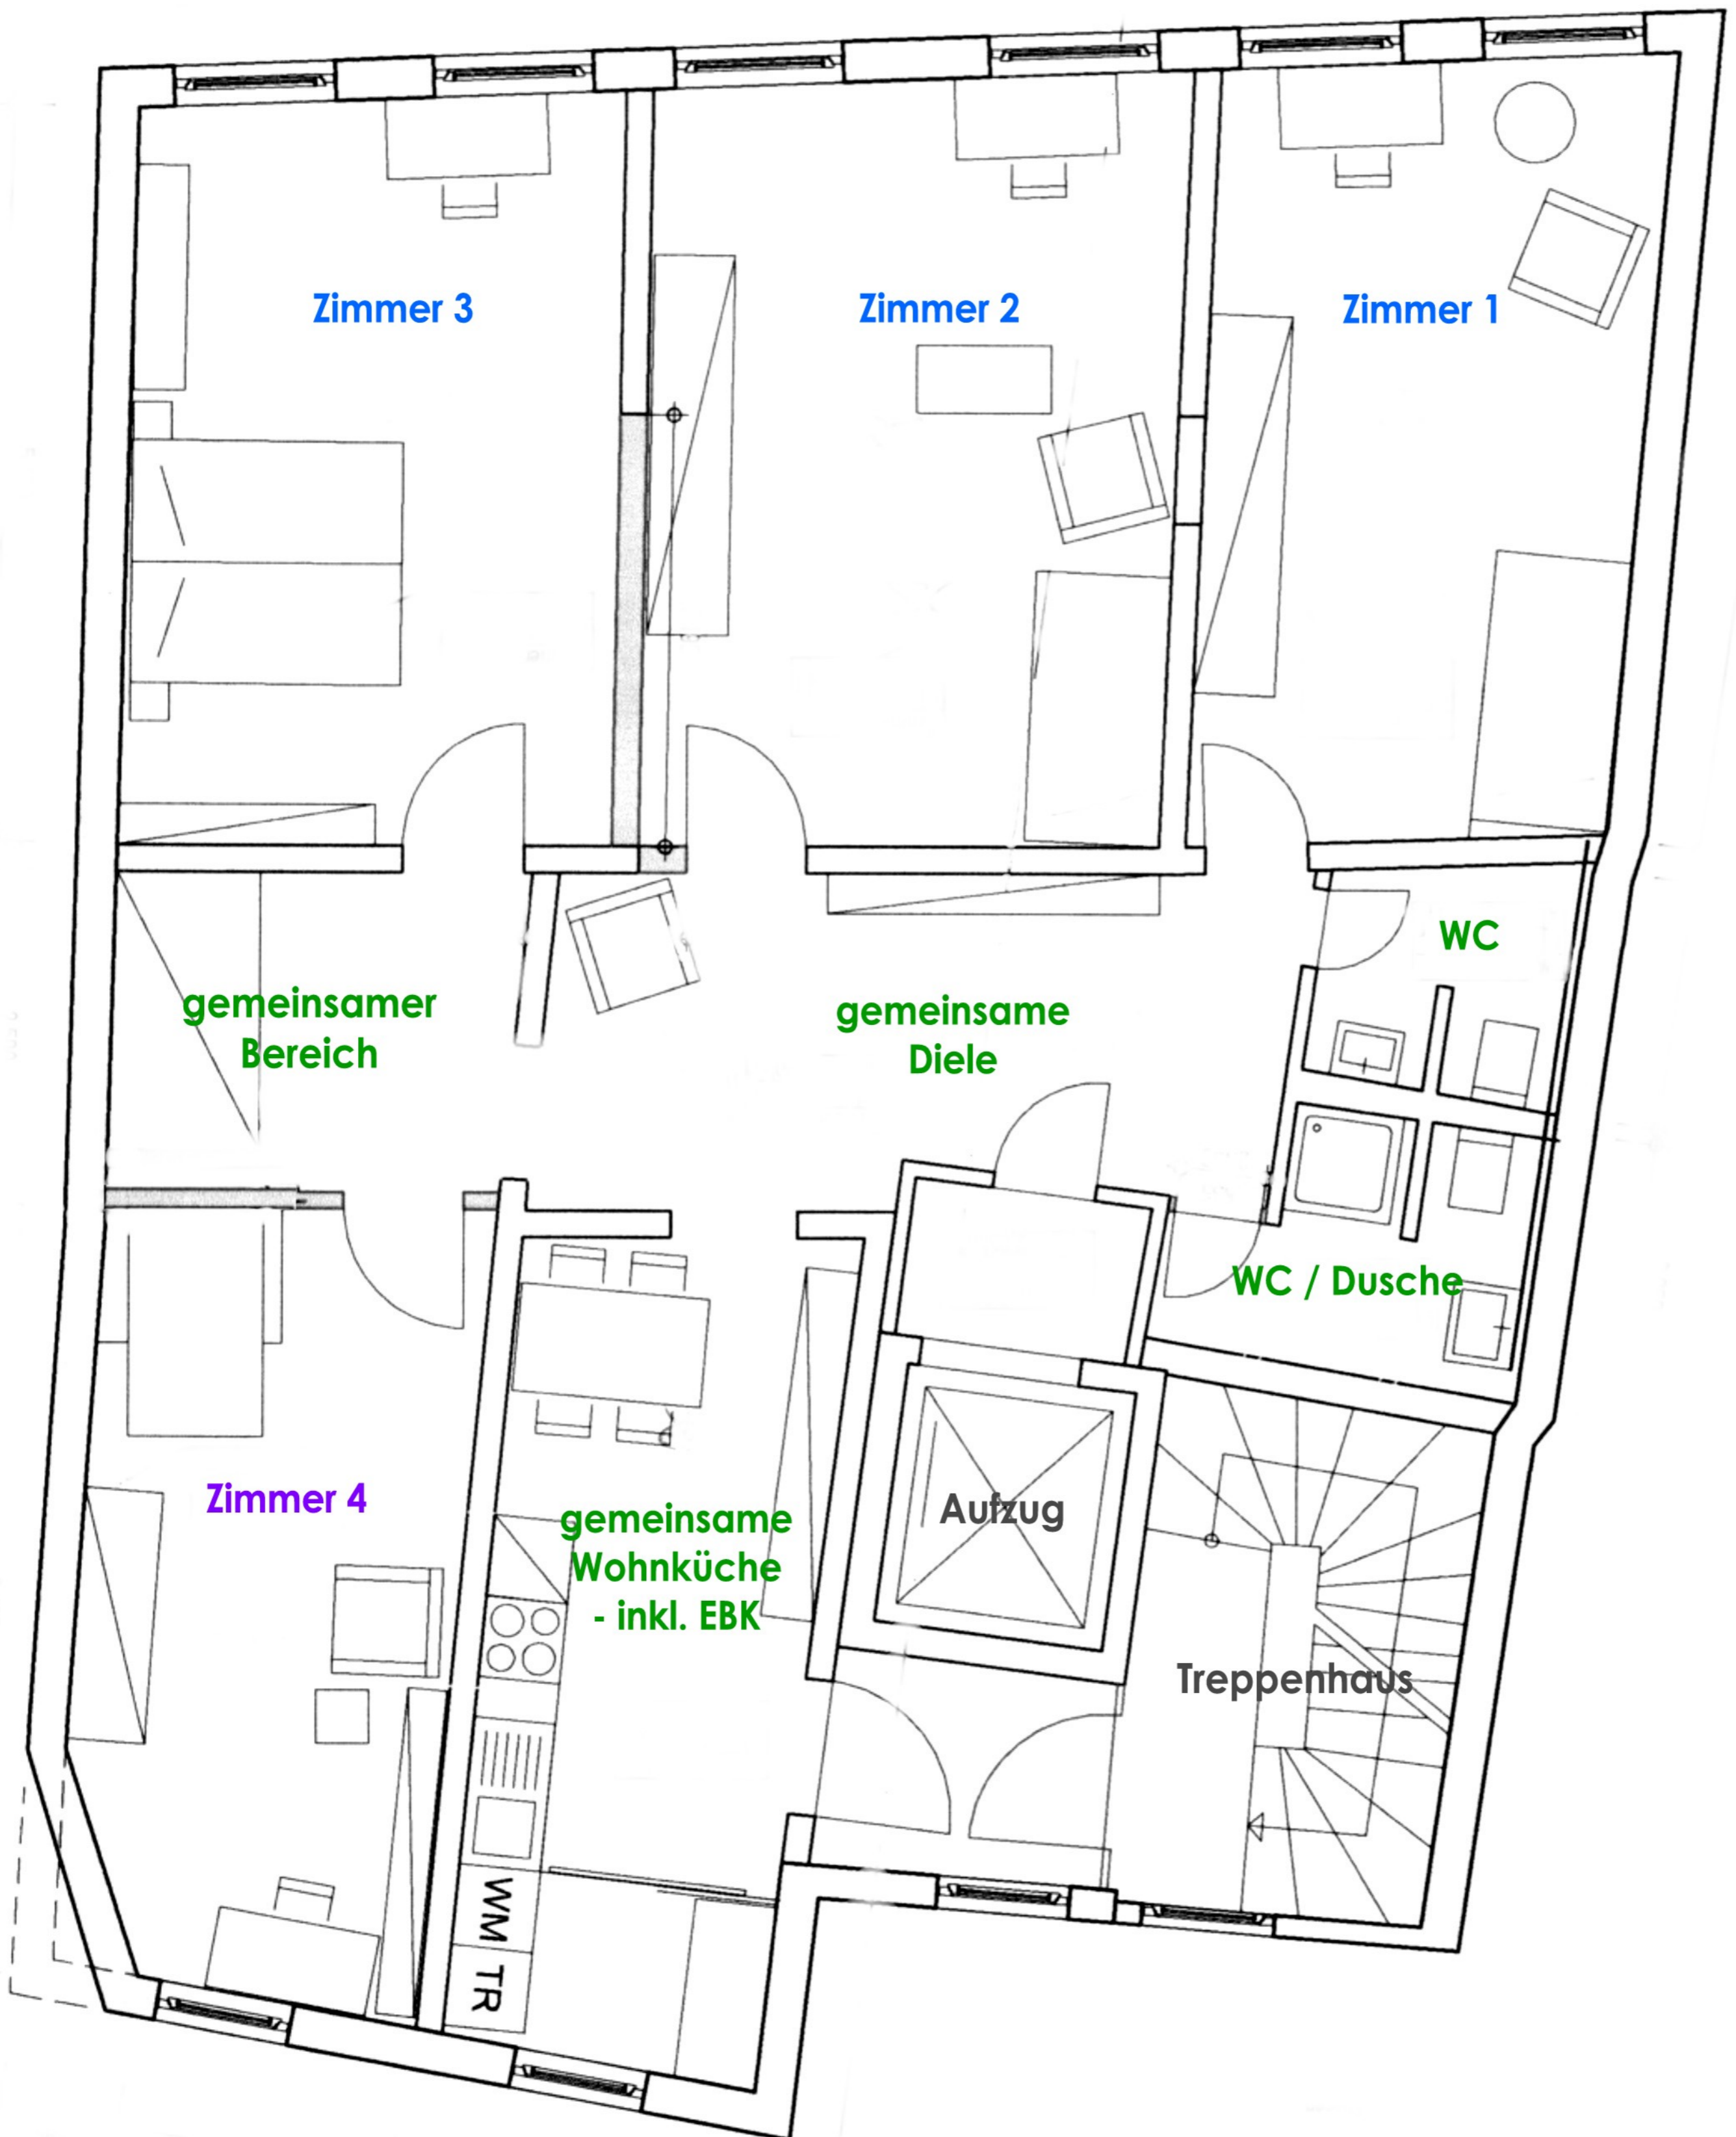 Zimmer 3
Zimmer 2
Zimmer 1
WC
gemeinsamer
Bereich
gemeinsame
Diele
WC / Dusche
Zimmer 4
gemeinsame
Wohnküche
- inkl. EBK
Aufzug
Treppenhaus
WM
TR